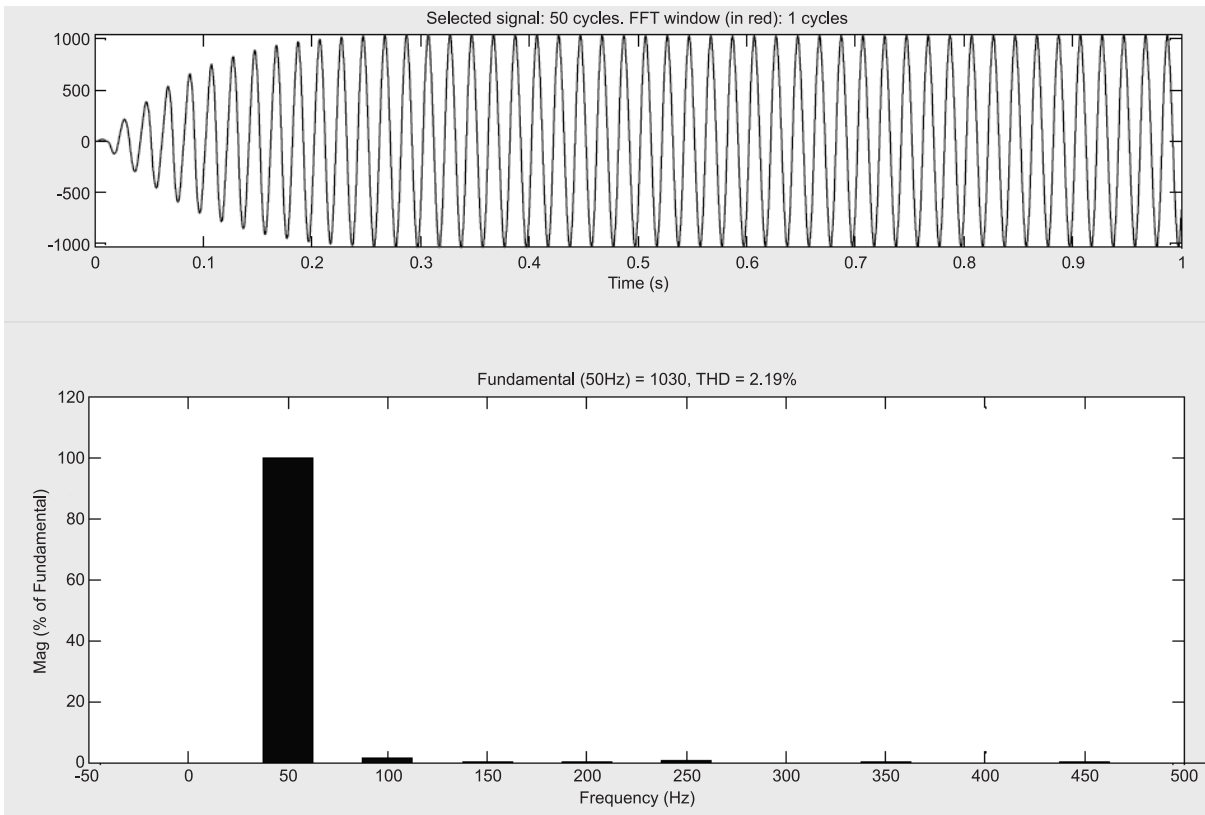 Selected signal: 50 cycles. FFT window (in red): 1 cycles
1000
500
0
-500
-1000
0 0.1 0.2 0.3 0.4 0.5 0.6 0.7 0.8 0.9 1
Time (s)
Fundamental (50Hz) = 1030, THD = 2.19%
120
100
80
60
40
20
0
Mag (% of Fundamental)
-50 0 50 100 150 200 250 300 350 400 450 500
Frequency (Hz)